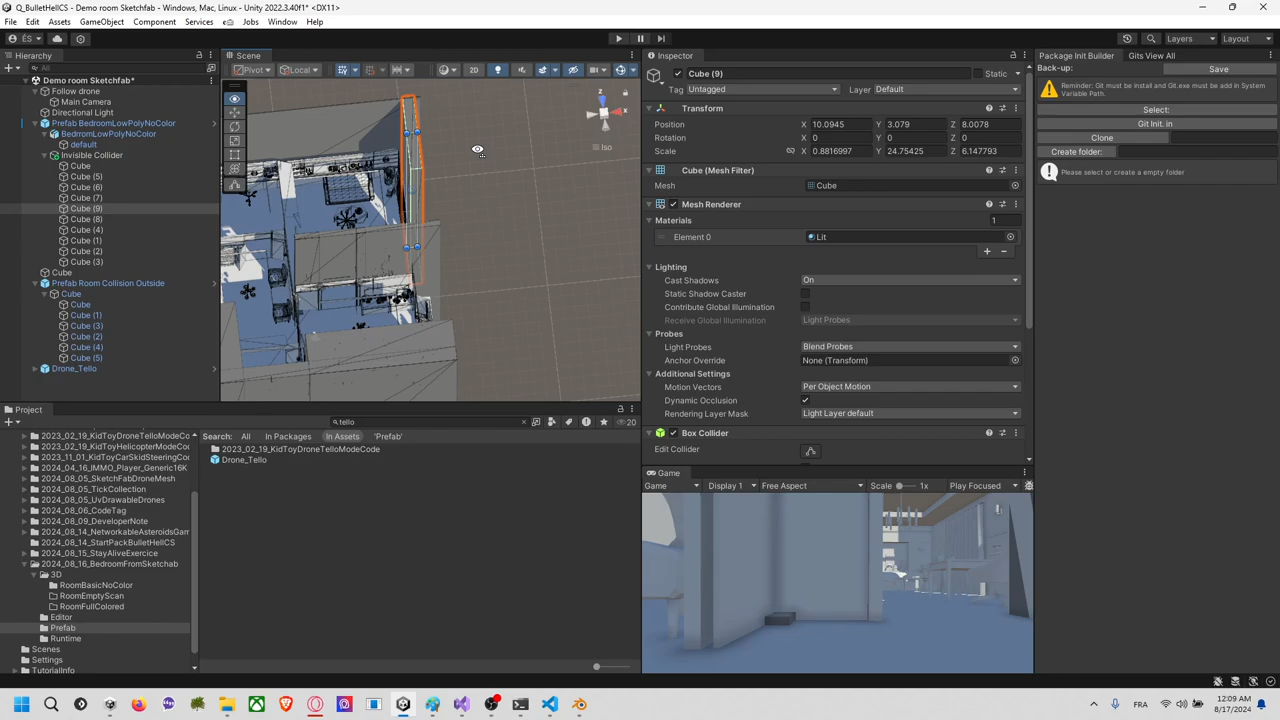 Q_BulletHellCS - Demo room Sketchfab - Windows, Mac, Linux - Unity 2022.3.40f1* <DX11>
File Edit Assets GameObject Component Services Jobs Window Help
ÉS Layers Layout
Hierarchy
All
Demo room Sketchfab*
Follow drone
Main Camera
Directional Light
Prefab BedroomLowPolyNoColor
BedrromLowPolyNoColor
default
Invisible Collider
Cube
Cube (5)
Cube (6)
Cube (7)
Cube (9)
Cube (8)
Cube (4)
Cube (1)
Cube (2)
Cube (3)
Cube
Prefab Room Collision Outside
Cube
Cube
Cube (1)
Cube (3)
Cube (2)
Cube (4)
Cube (5)
Drone_Tello
Scene
Pivot Local 2D
z
x
Iso
Inspector
Cube (9) Static
Tag Untagged Layer Default
Transform
Position X 10.0945 Y 3.079 Z 8.0078
Rotation X 0 Y 0 Z 0
Scale X 0.8816997 Y 24.75425 Z 6.147793
Cube (Mesh Filter)
Mesh Cube
Mesh Renderer
Materials 1
Element 0 Lit
Lighting
Cast Shadows On
Static Shadow Caster
Contribute Global Illumination
Receive Global Illumination Light Probes
Probes
Light Probes Blend Probes
Anchor Override None (Transform)
Additional Settings
Motion Vectors Per Object Motion
Dynamic Occlusion
Rendering Layer Mask Light Layer default
Box Collider
Edit Collider
Package Init Builder Gits View All
Back-up: Save
Reminder: Git must be install and Git.exe must be add in System Variable Path.
Select:
Git Init. in
Clone
Create folder:
Please select or create a empty folder
Project
tello
20
2023_02_19_KidToyDroneTelloModeCo
2023_02_19_KidToyHelicopterModeCo
2023_11_01_KidToyCarSkidSteeringCo
2024_04_16_IMMO_Player_Generic16K
2024_08_05_SketchFabDroneMesh
2024_08_05_TickCollection
2024_08_05_UvDrawableDrones
2024_08_06_CodeTag
2024_08_09_DeveloperNote
2024_08_14_NetworkableAsteroidsGam
2024_08_14_StartPackBulletHellCS
2024_08_15_StayAliveExercice
2024_08_16_BedroomFromSketchab
3D
RoomBasicNoColor
RoomEmptyScan
RoomFullColored
Editor
Prefab
Runtime
Scenes
Settings
TutorialInfo
Search: All In Packages In Assets 'Prefab'
2023_02_19_KidToyDroneTelloModeCode
Drone_Tello
Game
Game Display 1 Free Aspect Scale 1x Play Focused
FRA 12:09 AM
8/17/2024